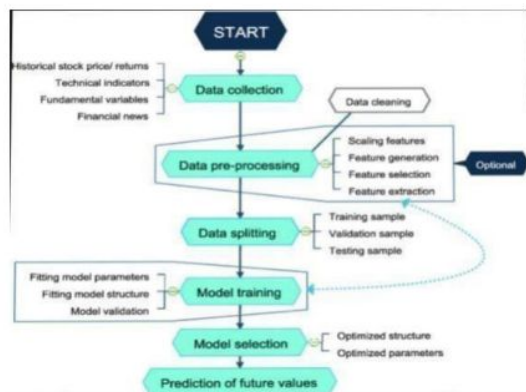 START
Historical stock price/ returns
Technical indicators
Fundamental variables
Financial news
Data collection
Data cleaning
Data pre-processing
Scaling features
Feature generation
Feature selection
Feature extraction
Optional
Data splitting
Training sample
Validation sample
Testing sample
Fitting model parameters
Fitting model structure
Model validation
Model training
Model selection
Optimized structure
Optimized parameters
Prediction of future values